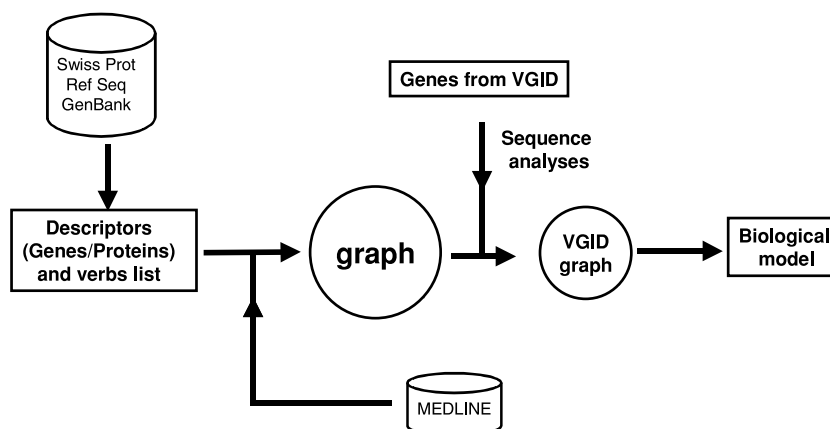 Swiss Prot
Ref Seq
GenBank
Genes from VGID
Sequence
analyses
Descriptors
(Genes/Proteins)
and verbs list
graph
VGID
graph
Biological
model
MEDLINE